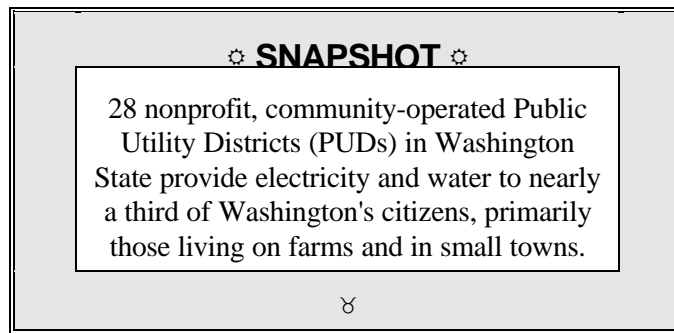 ☼ SNAPSHOT ☼
28 nonprofit, community-operated Public
Utility Districts (PUDs) in Washington
State provide electricity and water to nearly
a third of Washington's citizens, primarily
those living on farms and in small towns.
♉